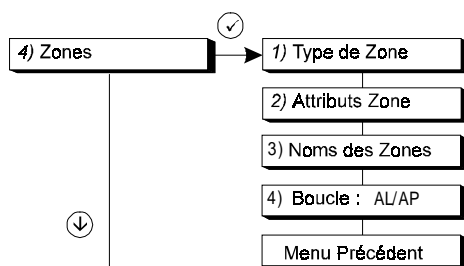 4) Zones
1) Type de Zone
2) Attributs Zone
3) Noms des Zones
4) Boucle : AL/AP
Menu Précédent